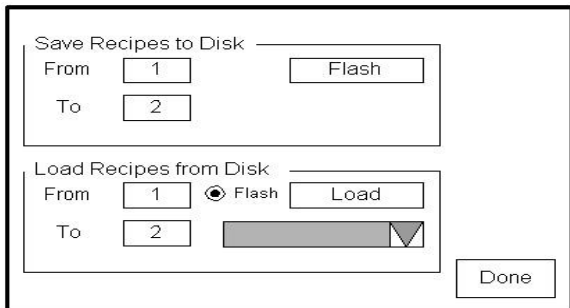 Save Recipes to Disk
From 1 Flash
To 2
Load Recipes from Disk
From 1 Flash Load
To 2
Done